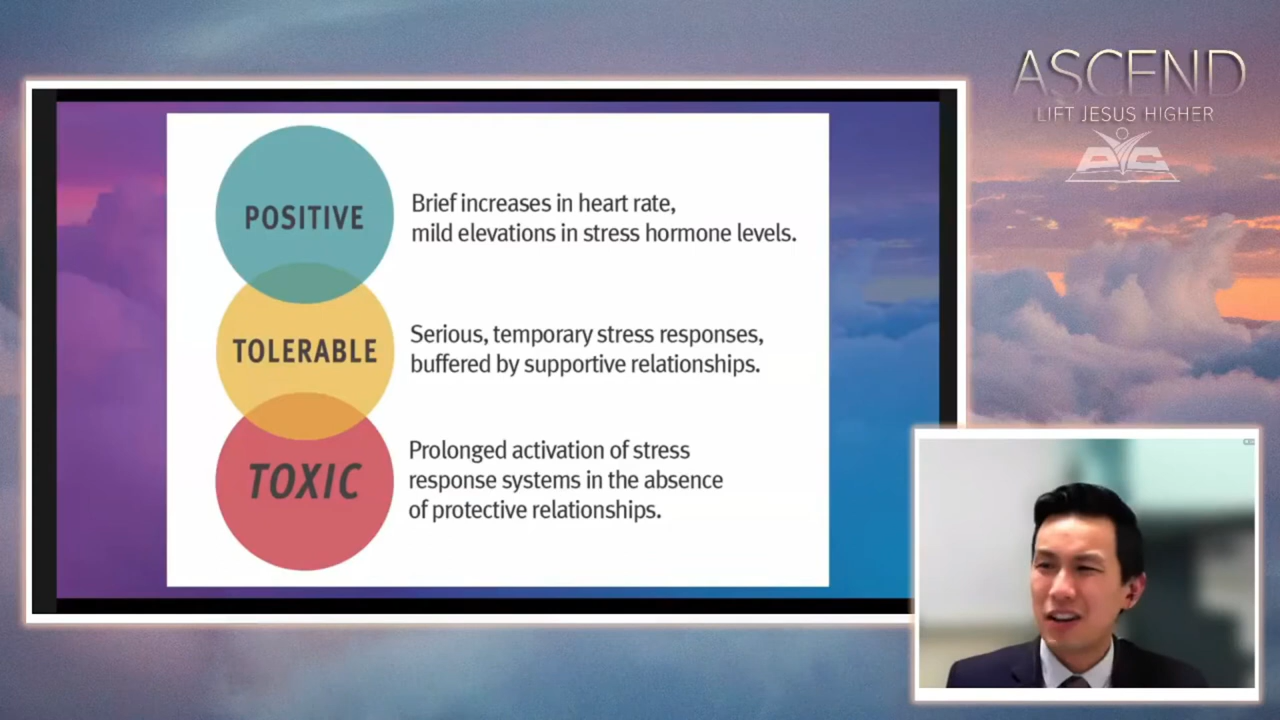 ASCEND
LIFT JESUS HIGHER
AYC
POSITIVE
Brief increases in heart rate,
mild elevations in stress hormone levels.
TOLERABLE
Serious, temporary stress responses,
buffered by supportive relationships.
TOXIC
Prolonged activation of stress
response systems in the absence
of protective relationships.